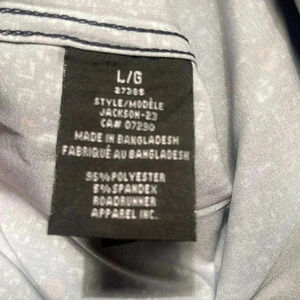 L/G
27385
STYLE/MODÈLE
JACKSON-23
CA# 07290
MADE IN BANGLADESH
FABRIQUÉ AU BANGLADESH
95%POLYESTER
5%SPANDEX
ROADRUNNER
APPAREL INC.